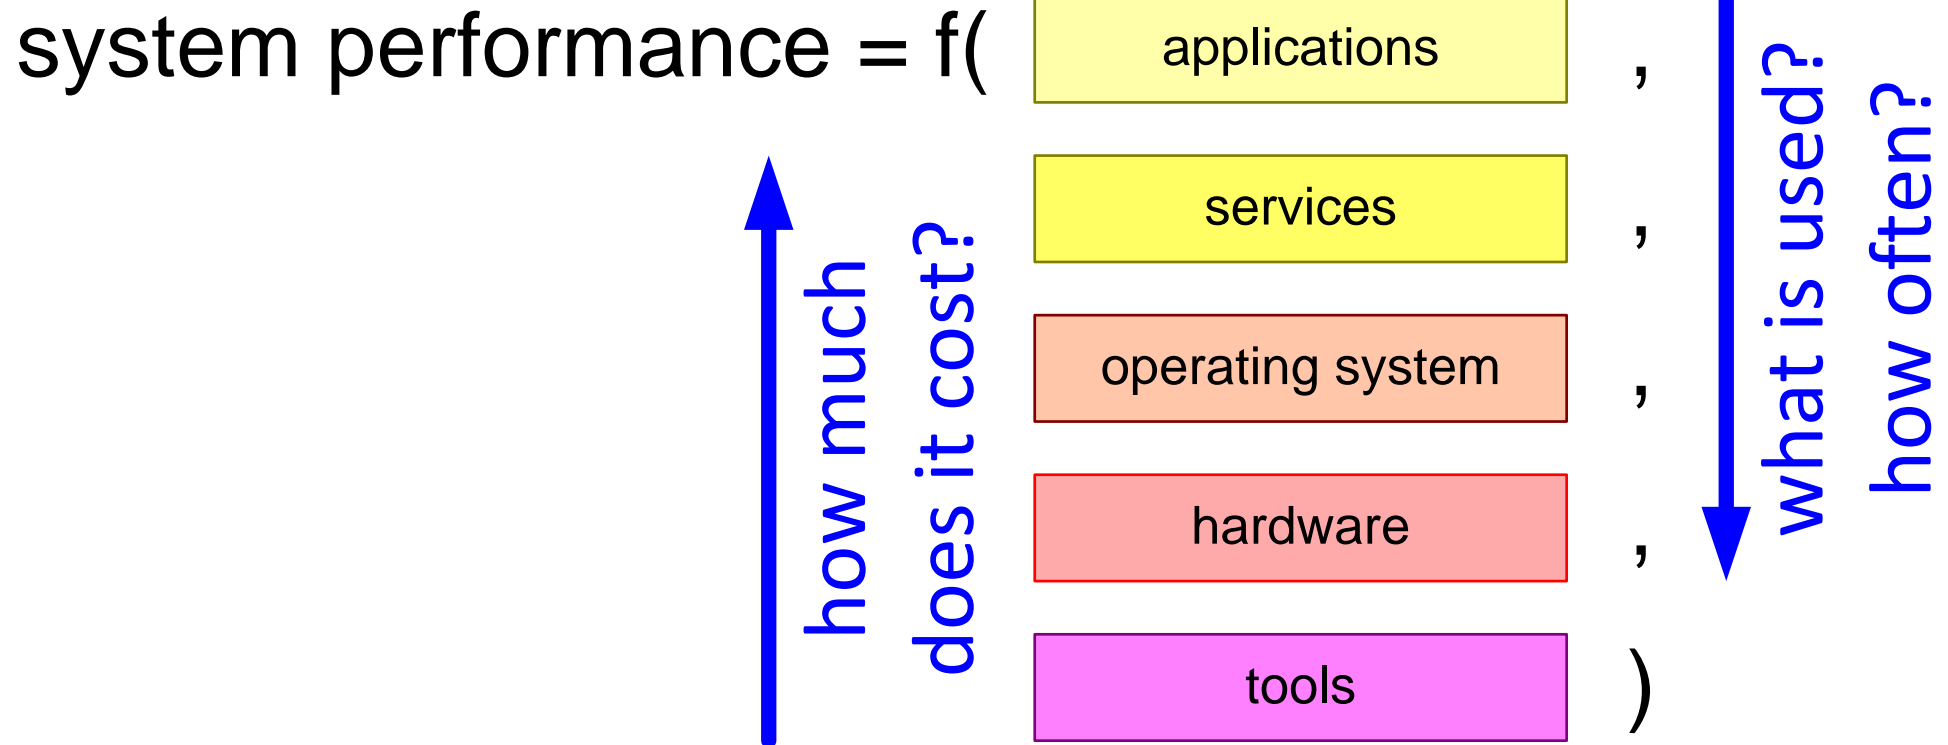 system performance = f( applications ,
services ,
operating system ,
hardware ,
tools )
how much
does it cost?
what is used?
how often?